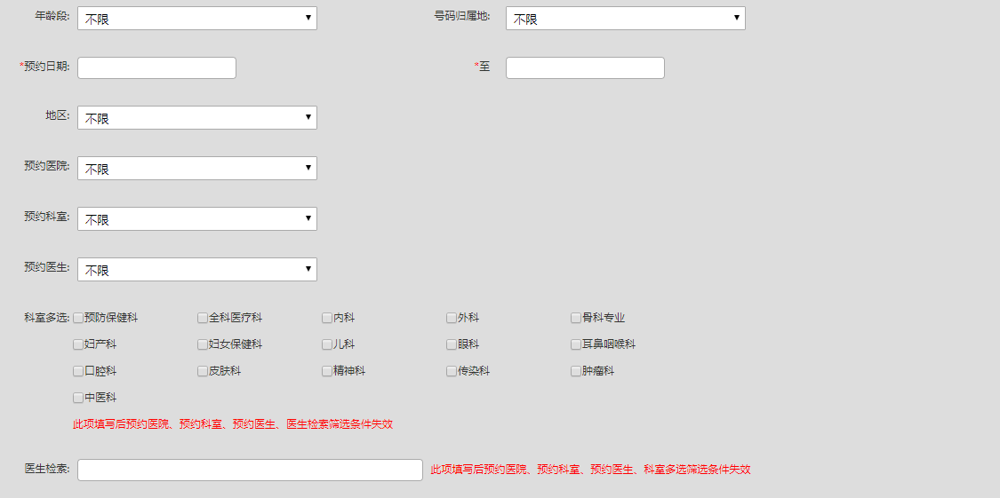 年龄段: 不限 号码归属地: 不限
*预约日期: *至
地区: 不限
预约医院: 不限
预约科室: 不限
预约医生: 不限
科室多选: 预防保健科 全科医疗科 内科 外科 骨科专业
妇产科 妇女保健科 儿科 眼科 耳鼻咽喉科
口腔科 皮肤科 精神科 传染科 肿瘤科
中医科
此项填写后预约医院、预约科室、预约医生、医生检索筛选条件失效
医生检索: 此项填写后预约医院、预约科室、预约医生、科室多选筛选条件失效